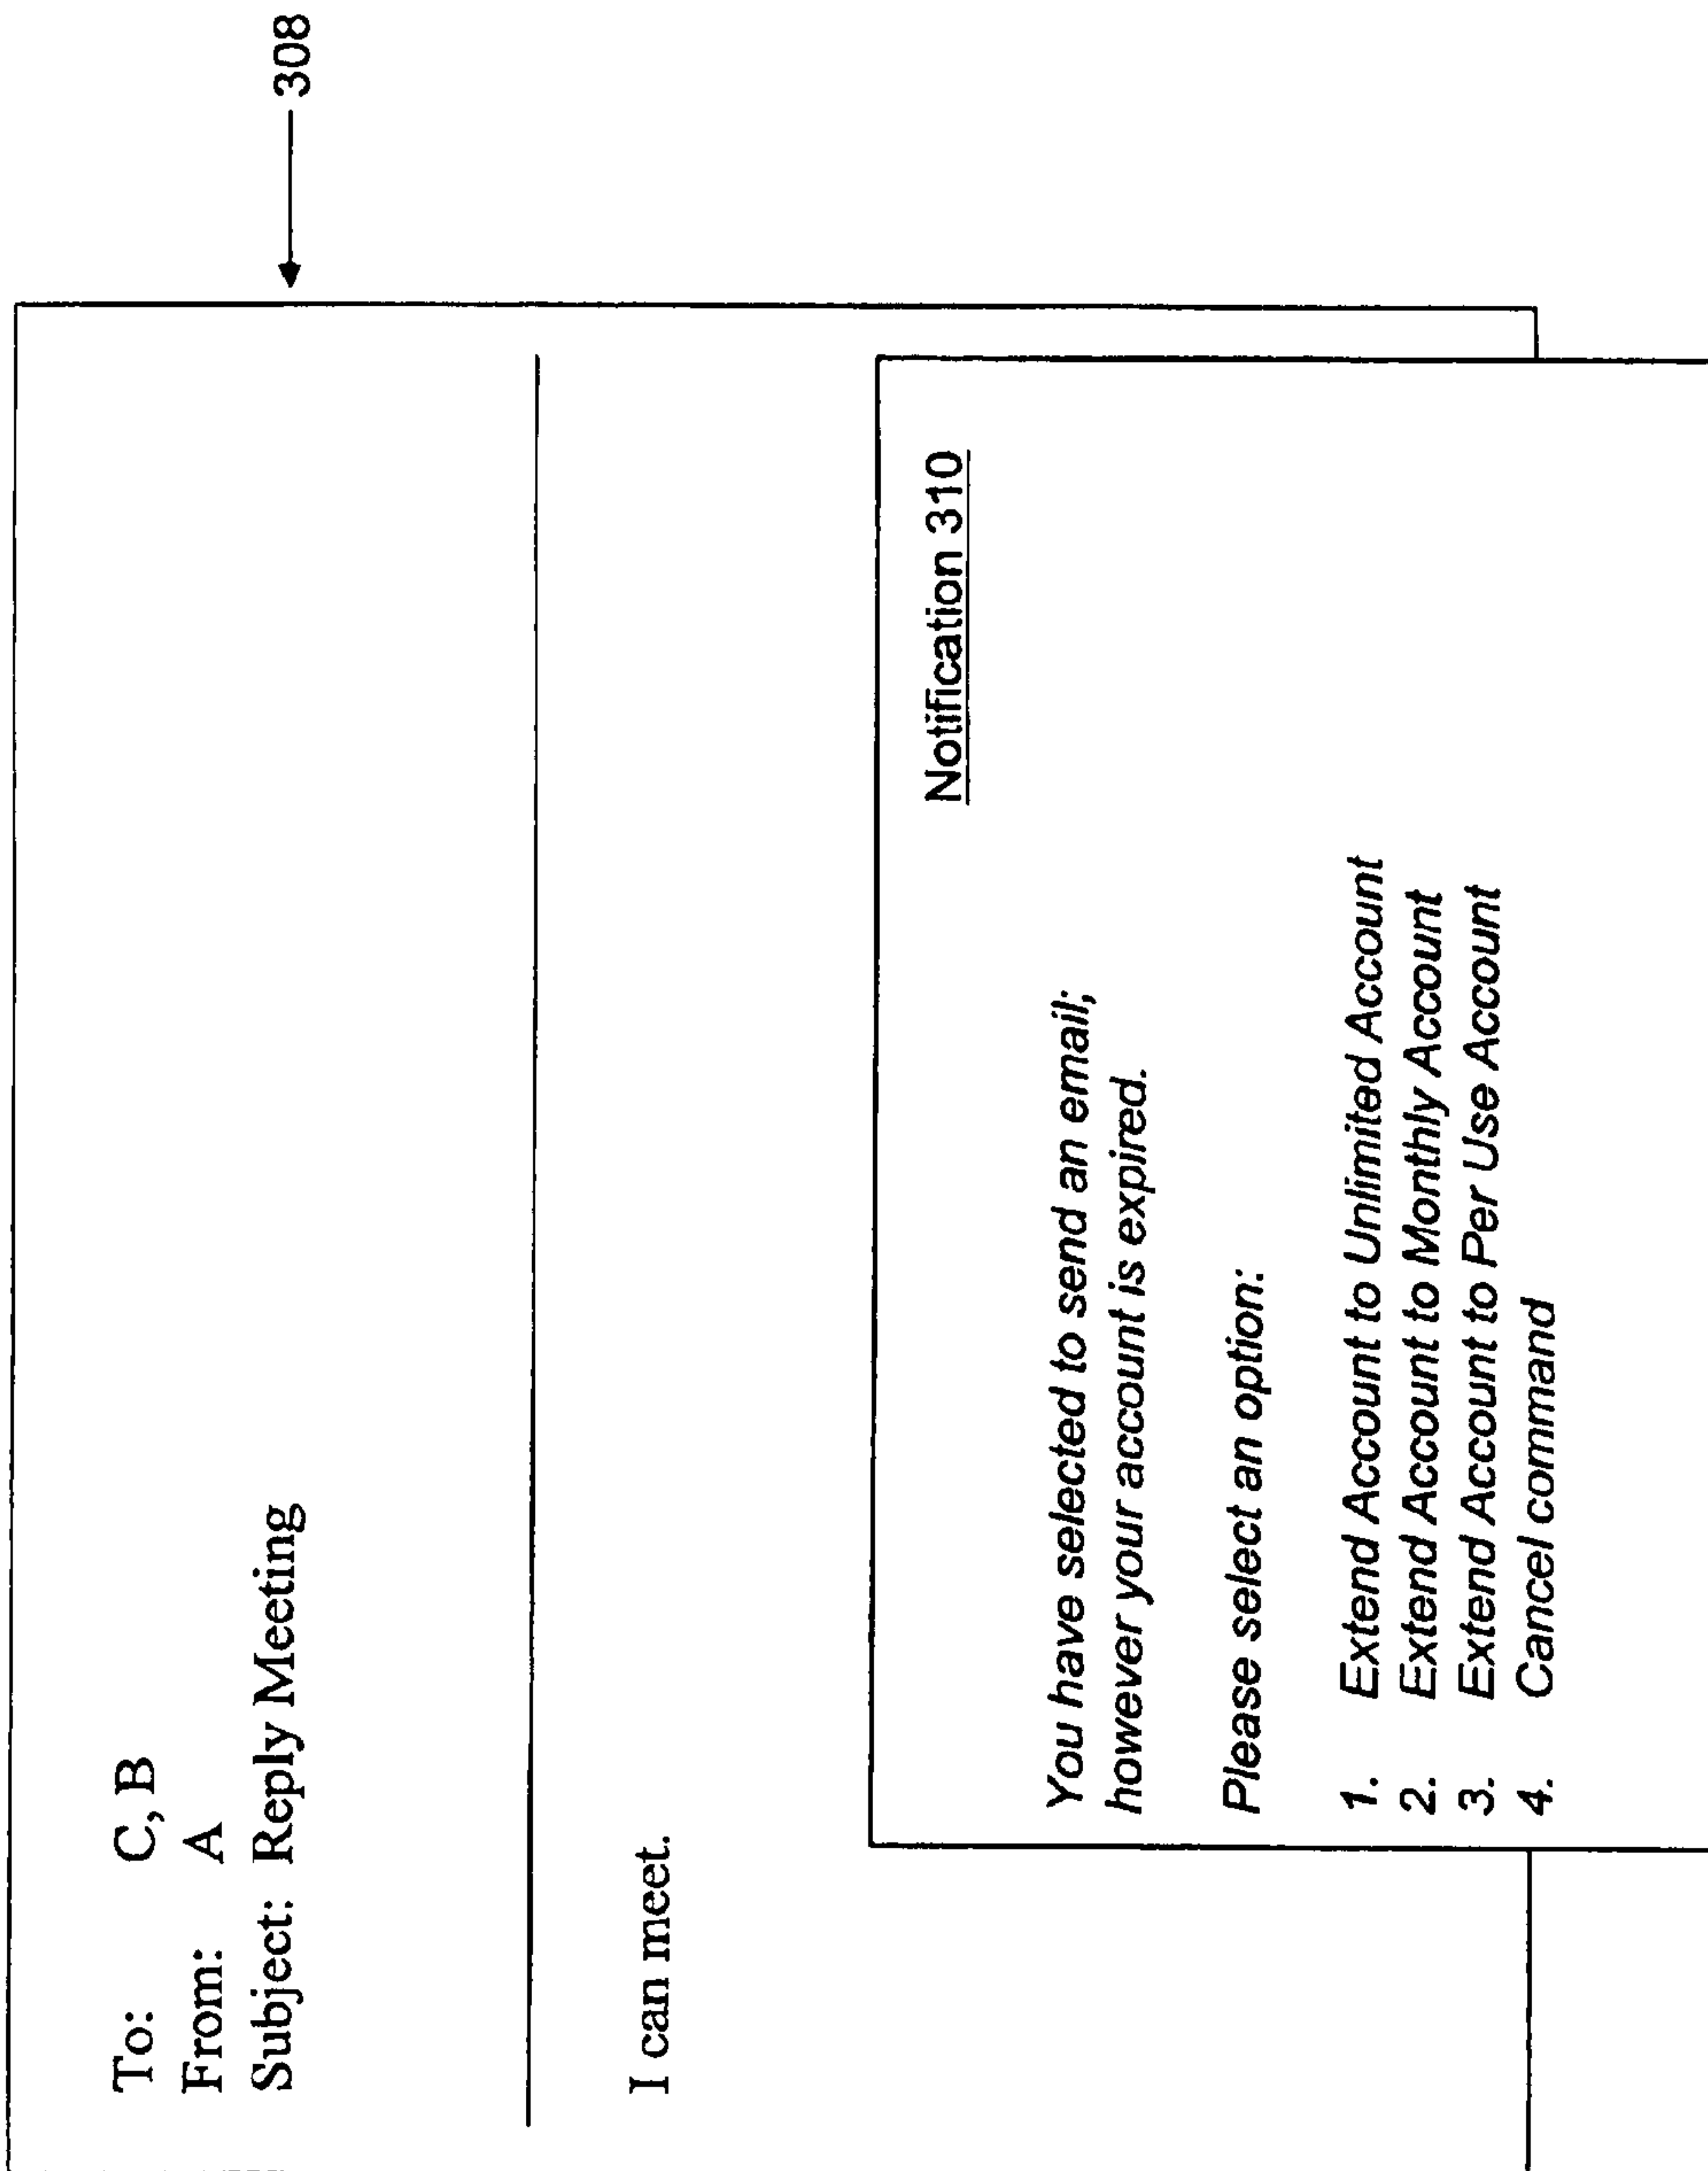 308
To: C, B
From: A
Subject: Reply Meeting
I can meet.
Notification 310
You have selected to send an email;
however your account is expired.
Please select an option:
1. Extend Account to Unlimited Account
2. Extend Account to Monthly Account
3. Extend Account to Per Use Account
4. Cancel command